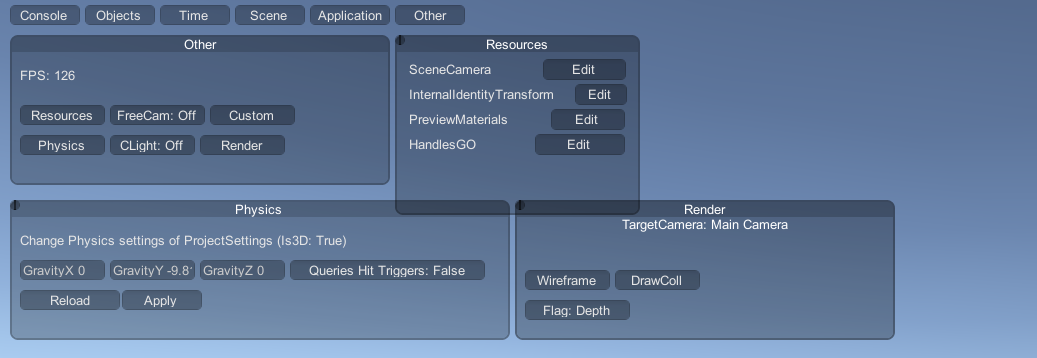 Console Objects Time Scene Application Other
Other
FPS: 126
Resources FreeCam: Off Custom
Physics CLight: Off Render
Resources
SceneCamera Edit
InternalIdentityTransform Edit
PreviewMaterials Edit
HandlesGO Edit
Physics
Change Physics settings of ProjectSettings (Is3D: True)
GravityX 0 GravityY -9.8 GravityZ 0 Queries Hit Triggers: False
Reload Apply
Render
TargetCamera: Main Camera
Wireframe DrawColl
Flag: Depth